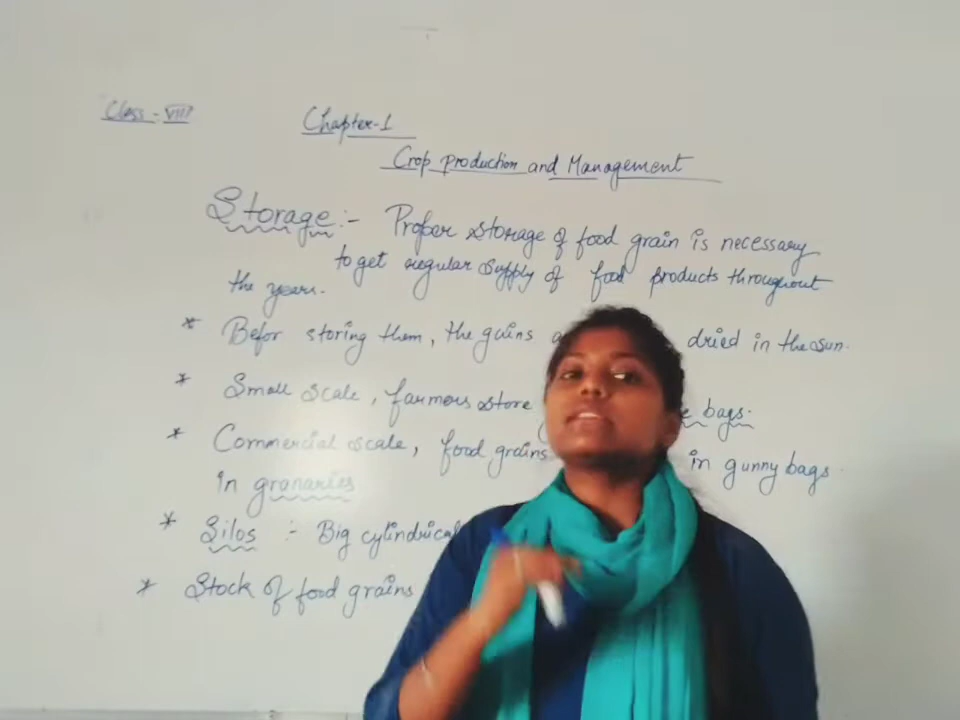 Class - VIII
Chapter-1
Crop production and Management
Storage :- Proper storage of food grain is necessary
to get regular supply of food products throughout
the years.
* Befor storing them, the gains dried in the sun.
* Small scale, farmers store bags.
* Commercial scale, food grains in gunny bags.
in granaries
* Silos :- Big cylindrical
* Stock of food grains